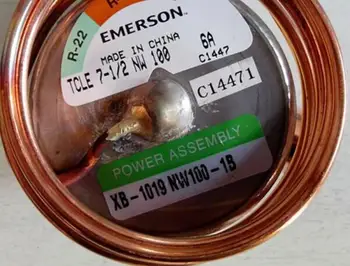 R-22
R-
EMERSON™
MADE IN CHINA
6A
TCLE 7-1/2 NW 100
C1447
C14471
POWER ASSEMBLY
XB-1019 NW100-1B